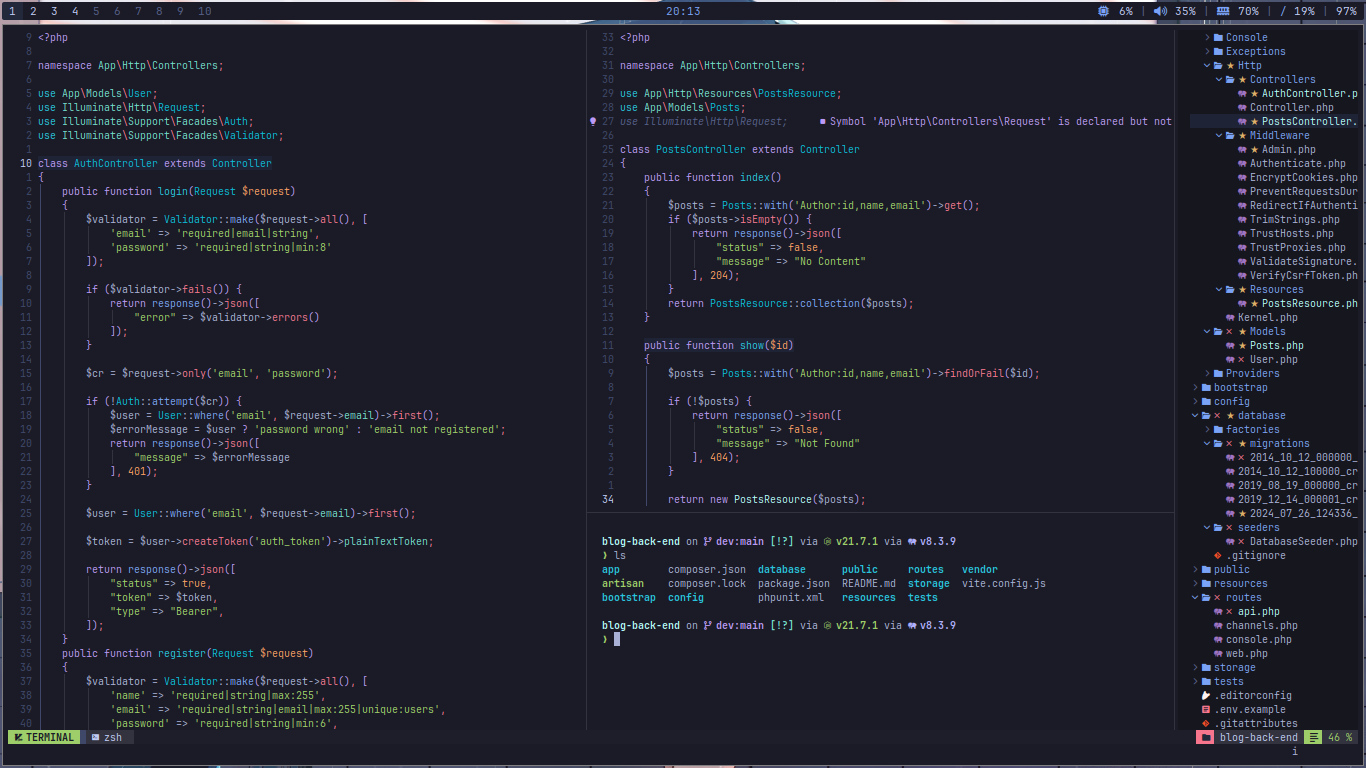 1 2 3 4 5 6 7 8 9 10
20:13
6% | 35% | 70% | / 19% | 97%
9 <?php
8
7 namespace App\Http\Controllers;
6
5 use App\Models\User;
4 use Illuminate\Http\Request;
3 use Illuminate\Support\Facades\Auth;
2 use Illuminate\Support\Facades\Validator;
1
10 class AuthController extends Controller
1 {
2 public function login(Request $request)
3 {
4 $validator = Validator::make($request->all(), [
5 'email' => 'required|email|string',
6 'password' => 'required|string|min:8'
7 ]);
8
9 if ($validator->fails()) {
10 return response()->json([
11 "error" => $validator->errors()
12 ]);
13 }
14
15 $cr = $request->only('email', 'password');
16
17 if (!Auth::attempt($cr)) {
18 $user = User::where('email', $request->email)->first();
19 $errorMessage = $user ? 'password wrong' : 'email not registered';
20 return response()->json([
21 "message" => $errorMessage
22 ], 401);
23 }
24
25 $user = User::where('email', $request->email)->first();
26
27 $token = $user->createToken('auth_token')->plainTextToken;
28
29 return response()->json([
30 "status" => true,
31 "token" => $token,
32 "type" => "Bearer",
33 ]);
34 }
35 public function register(Request $request)
36 {
37 $validator = Validator::make($request->all(), [
38 'name' => 'required|string|max:255',
39 'email' => 'required|string|email|max:255|unique:users',
40 'password' => 'required|string|min:6',
33 <?php
32
31 namespace App\Http\Controllers;
30
29 use App\Http\Resources\PostsResource;
28 use App\Models\Posts;
27 use Illuminate\Http\Request; ■ Symbol 'App\Http\Controllers\Request' is declared but not
26
25 class PostsController extends Controller
24 {
23 public function index()
22 {
21 $posts = Posts::with('Author:id,name,email')->get();
20 if ($posts->isEmpty()) {
19 return response()->json([
18 "status" => false,
17 "message" => "No Content"
16 ], 204);
15 }
14 return PostsResource::collection($posts);
13 }
12
11 public function show($id)
10 {
9 $posts = Posts::with('Author:id,name,email')->findOrFail($id);
8
7 if (!$posts) {
6 return response()->json([
5 "status" => false,
4 "message" => "Not Found"
3 ], 404);
2 }
1
34 return new PostsResource($posts);
blog-back-end on dev:main [!?] via v21.7.1 via v8.3.9
❯ ls
app composer.json database public routes vendor
artisan composer.lock package.json README.md storage vite.config.js
bootstrap config phpunit.xml resources tests
blog-back-end on dev:main [!?] via v21.7.1 via v8.3.9
❯
Console
Exceptions
★ Http
★ Controllers
★ AuthController.p
Controller.php
★ PostsController.
★ Middleware
★ Admin.php
Authenticate.php
EncryptCookies.php
PreventRequestsDur
RedirectIfAuthenti
TrimStrings.php
TrustHosts.php
TrustProxies.php
ValidateSignature.
VerifyCsrfToken.ph
★ Resources
★ PostsResource.ph
Kernel.php
✕ ★ Models
★ Posts.php
✕ User.php
Providers
bootstrap
config
✕ ★ database
factories
✕ ★ migrations
✕ 2014_10_12_000000_
2014_10_12_100000_cr
2019_08_19_000000_cr
2019_12_14_000001_cr
★ 2024_07_26_124336_
✕ seeders
✕ DatabaseSeeder.php
.gitignore
public
resources
✕ routes
✕ api.php
channels.php
console.php
web.php
storage
tests
.editorconfig
.env.example
.gitattributes
TERMINAL zsh
blog-back-end 46 %
i